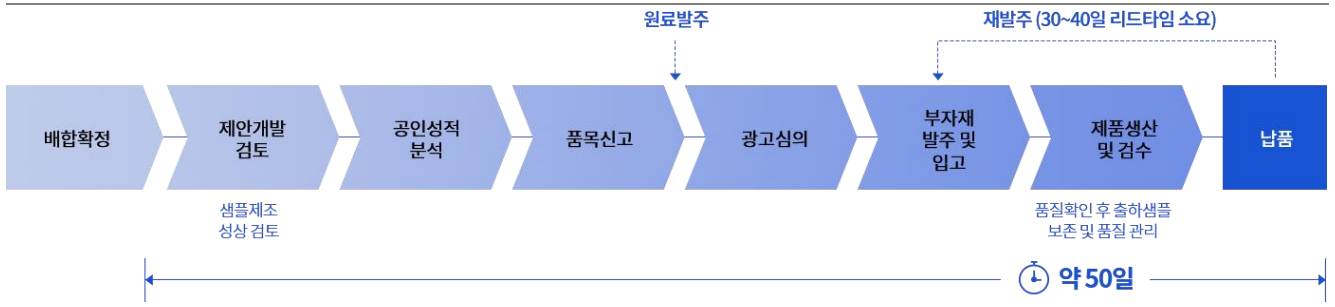 원료발주
재발주 (30~40일 리드타임 소요)
배합확정
제안개발
검토
공인성적
분석
품목신고
광고심의
부자재
발주 및
입고
제품생산
및 검수
납품
샘플제조
성상 검토
품질확인 후 출하샘플
보존 및 품질 관리
약 50일